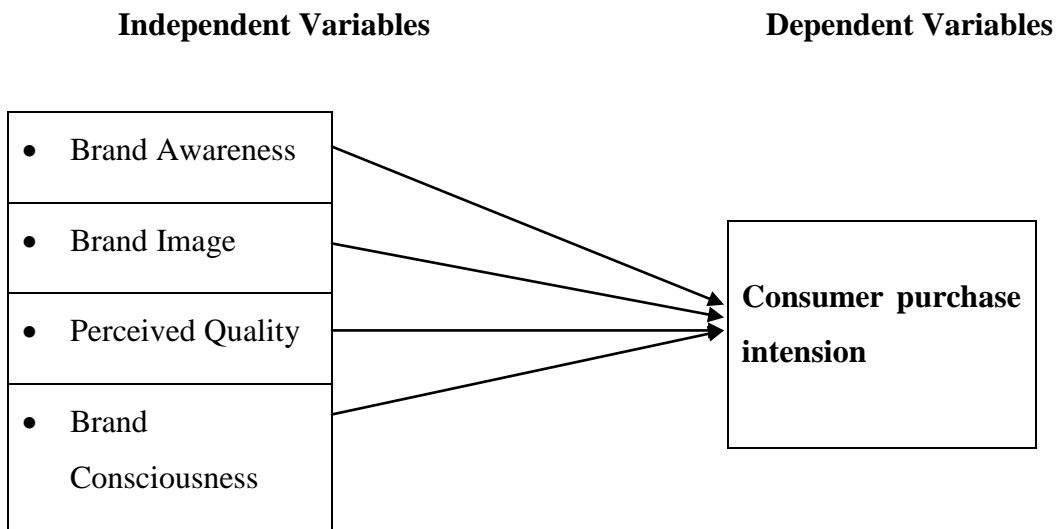 Independent Variables
Dependent Variables
• Brand Awareness
• Brand Image
• Perceived Quality
• Brand
Consciousness
Consumer purchase
intension